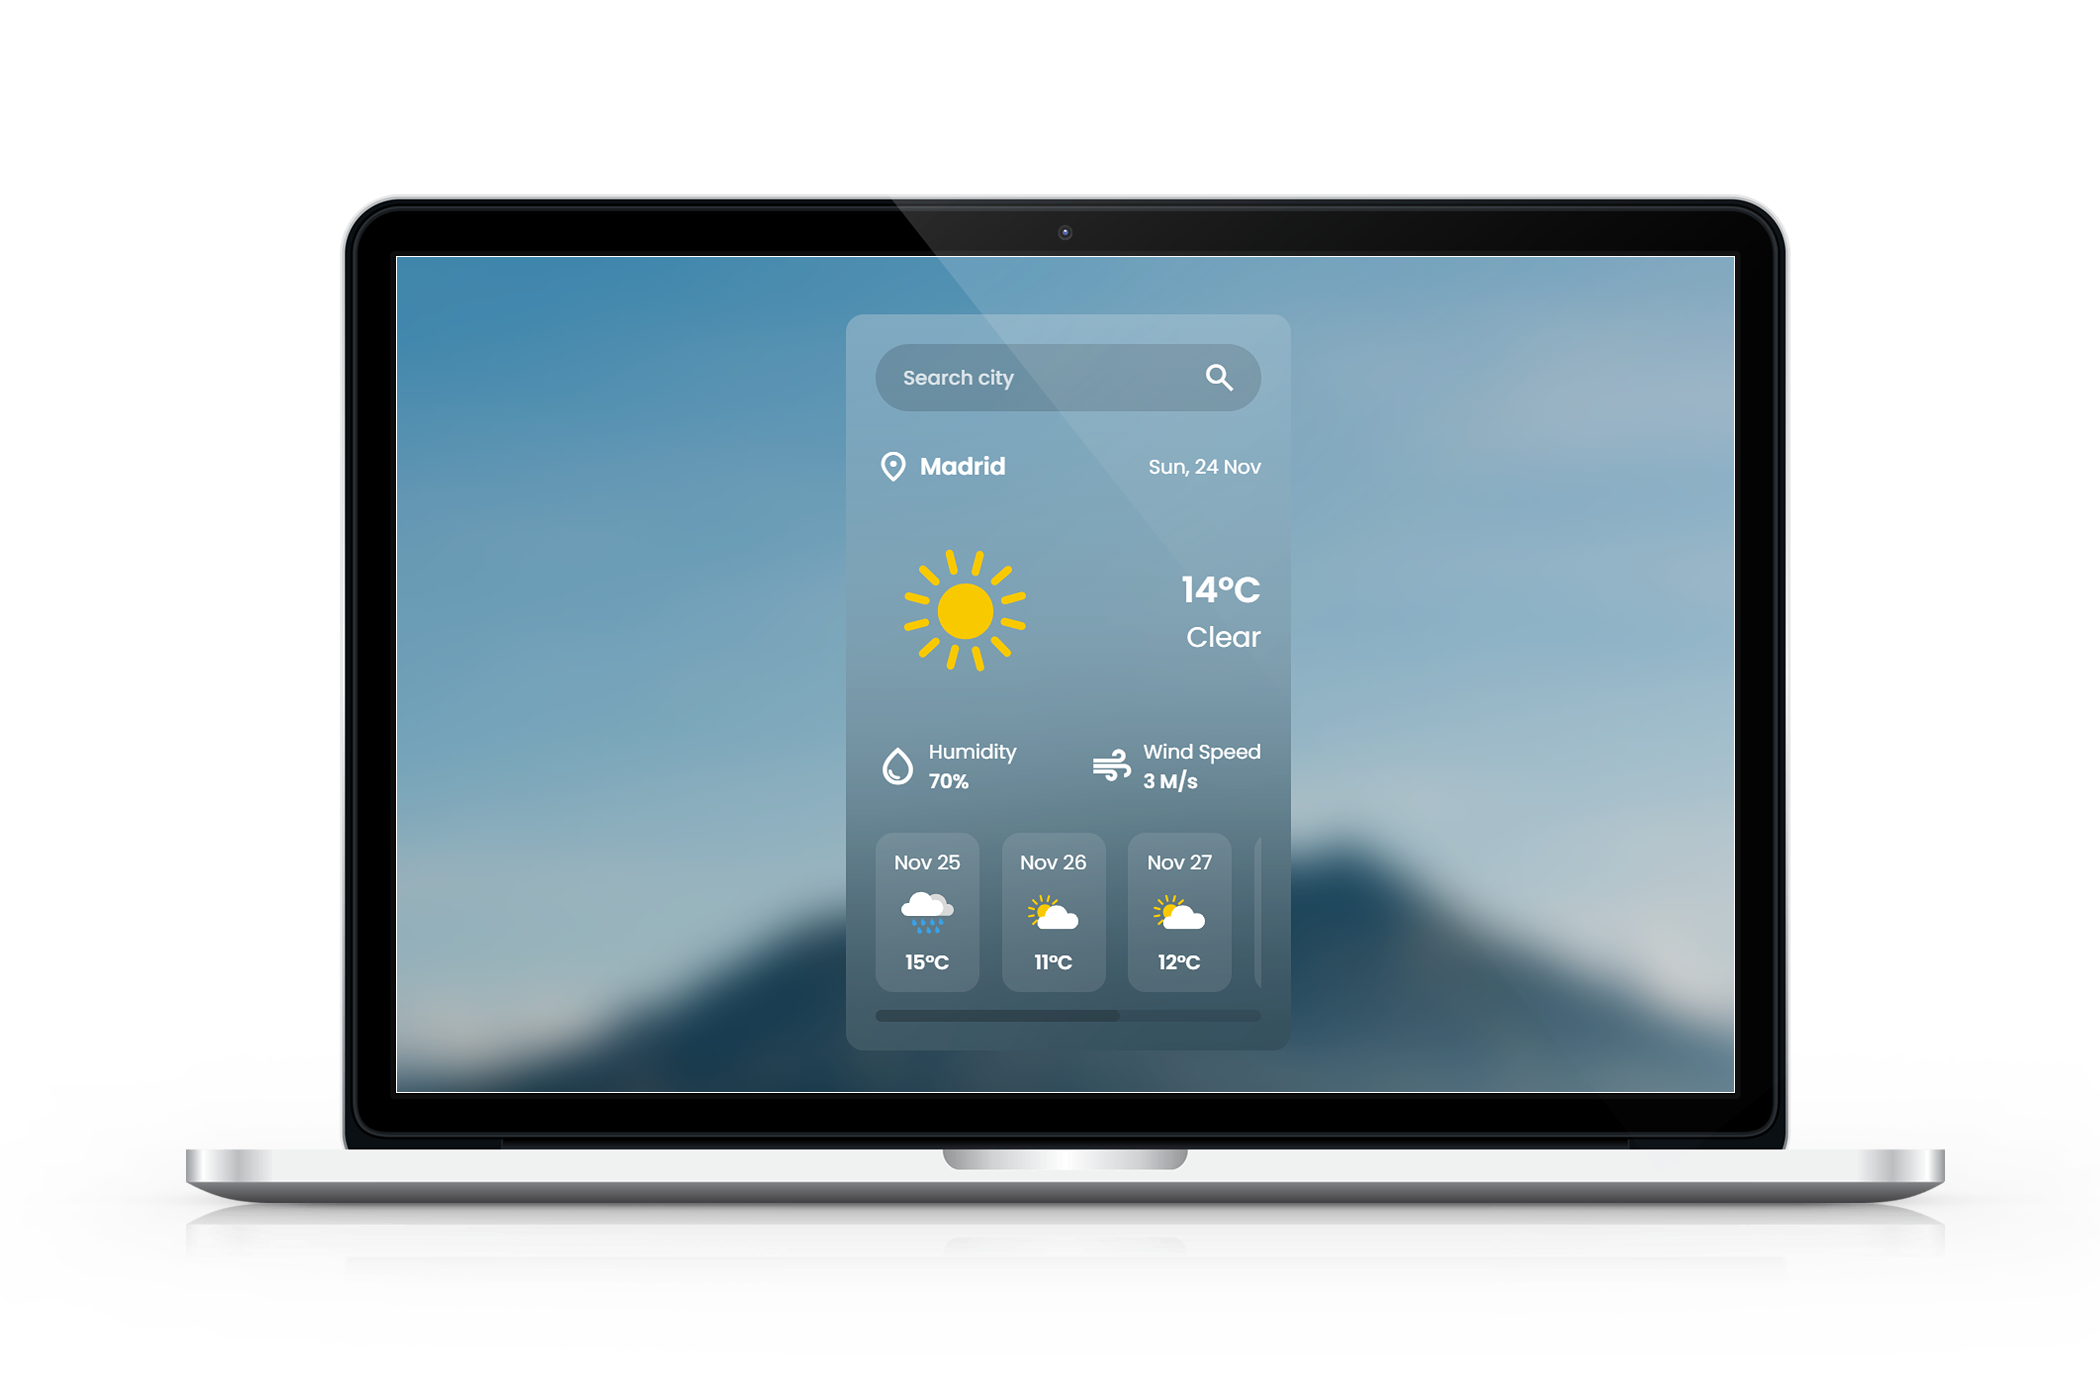 Search city
Madrid
Sun, 24 Nov
14°C
Clear
Humidity
70%
Wind Speed
3 M/s
Nov 25
Nov 26
Nov 27
15°C
11°C
12°C